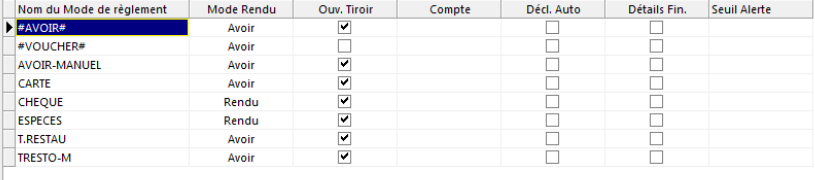 Nom du Mode de règlement Mode Rendu Ouv. Tiroir Compte Décl. Auto Détails Fin. Seuil Alerte
#AVOIR# Avoir
#VOUCHER# Avoir
AVOIR-MANUEL Avoir
CARTE Avoir
CHEQUE Rendu
ESPECES Rendu
T.RESTAU Avoir
TRESTO-M Avoir